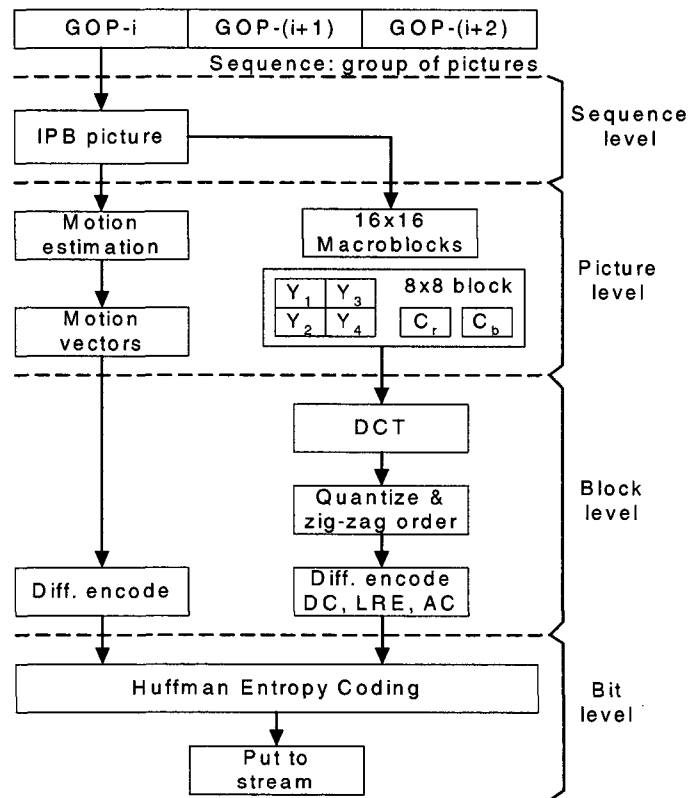 GOP-i GOP-(i+1) GOP-(i+2)
Sequence: group of pictures
Sequence
level
IPB picture
Motion
estimation
16x16
Macroblocks
Picture
level
8x8 block
Y1 Y3
Y2 Y4
Cr Cb
Motion
vectors
DCT
Quantize &
zig-zag order
Block
level
Diff. encode
Diff. encode
DC, LRE, AC
Huffman Entropy Coding
Bit
level
Put to
stream